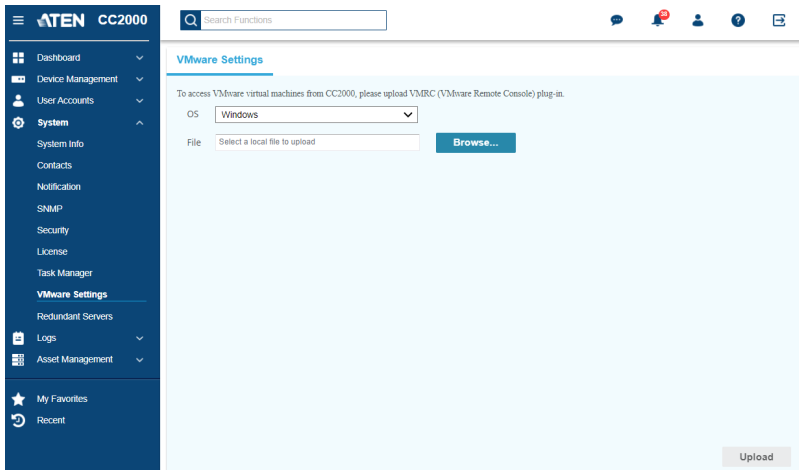 ATEN CC2000
Search Functions
38
Dashboard
Device Management
User Accounts
System
System Info
Contacts
Notification
SNMP
Security
License
Task Manager
VMware Settings
Redundant Servers
Logs
Asset Management
My Favorites
Recent
VMware Settings
To access VMware virtual machines from CC2000, please upload VMRC (VMware Remote Console) plug-in.
OS Windows
File Select a local file to upload Browse...
Upload